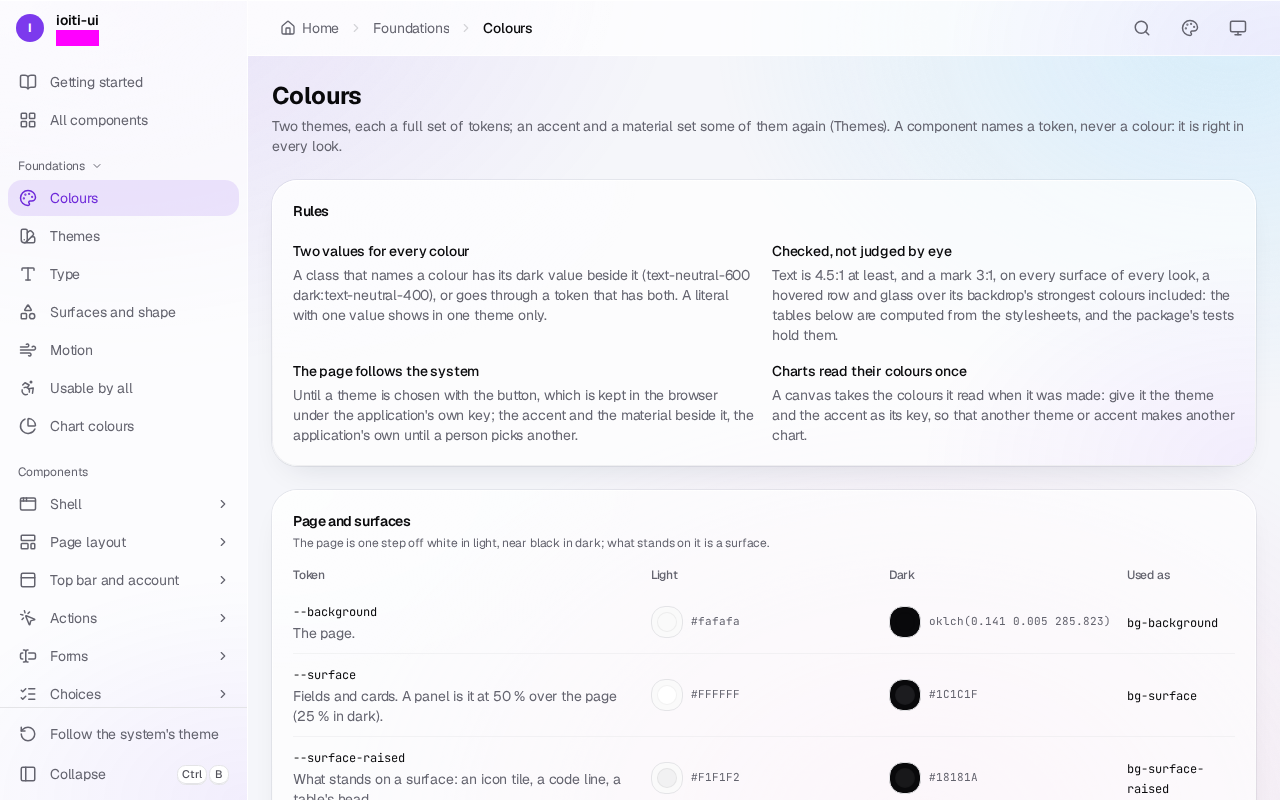 I
ioiti-ui
Home
Foundations
Colours
Getting started
All components
Foundations
Colours
Themes
Type
Surfaces and shape
Motion
Usable by all
Chart colours
Components
Shell
Page layout
Top bar and account
Actions
Forms
Choices
Follow the system's theme
Collapse
Ctrl B
Colours
Two themes, each a full set of tokens; an accent and a material set some of them again (Themes). A component names a token, never a colour: it is right in
every look.
Rules
Two values for every colour
A class that names a colour has its dark value beside it (text-neutral-600
dark:text-neutral-400), or goes through a token that has both. A literal
with one value shows in one theme only.
Checked, not judged by eye
Text is 4.5:1 at least, and a mark 3:1, on every surface of every look, a
hovered row and glass over its backdrop's strongest colours included: the
tables below are computed from the stylesheets, and the package's tests
hold them.
The page follows the system
Until a theme is chosen with the button, which is kept in the browser
under the application's own key; the accent and the material beside it, the
application's own until a person picks another.
Charts read their colours once
A canvas takes the colours it read when it was made: give it the theme
and the accent as its key, so that another theme or accent makes another
chart.
Page and surfaces
The page is one step off white in light, near black in dark; what stands on it is a surface.
Token Light Dark Used as
--background
The page.
#fafafa
oklch(0.141 0.005 285.823)
bg-background
--surface
Fields and cards. A panel is it at 50 % over the page
(25 % in dark).
#FFFFFF
#1C1C1F
bg-surface
--surface-raised
What stands on a surface: an icon tile, a code line, a
table's head.
#F1F1F2
#18181A
bg-surface-
raised